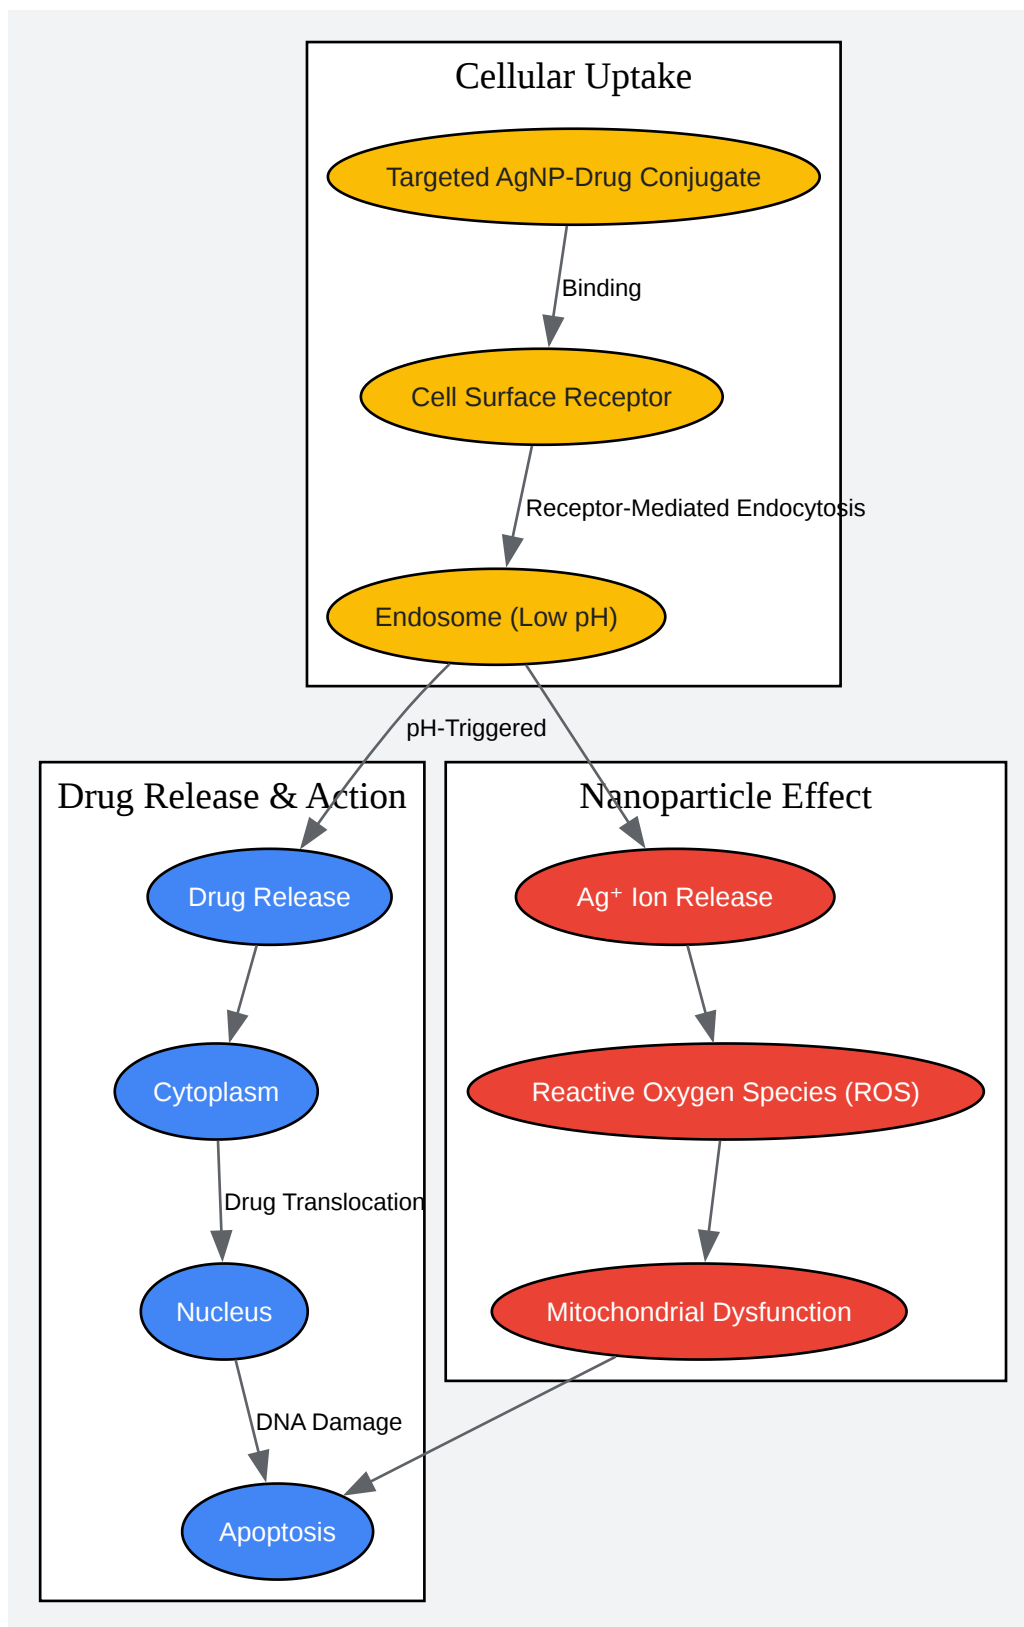 Cellular Uptake
Targeted AgNP-Drug Conjugate
Binding
Cell Surface Receptor
Receptor-Mediated Endocytosis
Endosome (Low pH)
pH-Triggered
Drug Release & Action
Nanoparticle Effect
Drug Release
Ag⁺ Ion Release
Cytoplasm
Reactive Oxygen Species (ROS)
Drug Translocation
Nucleus
Mitochondrial Dysfunction
DNA Damage
Apoptosis